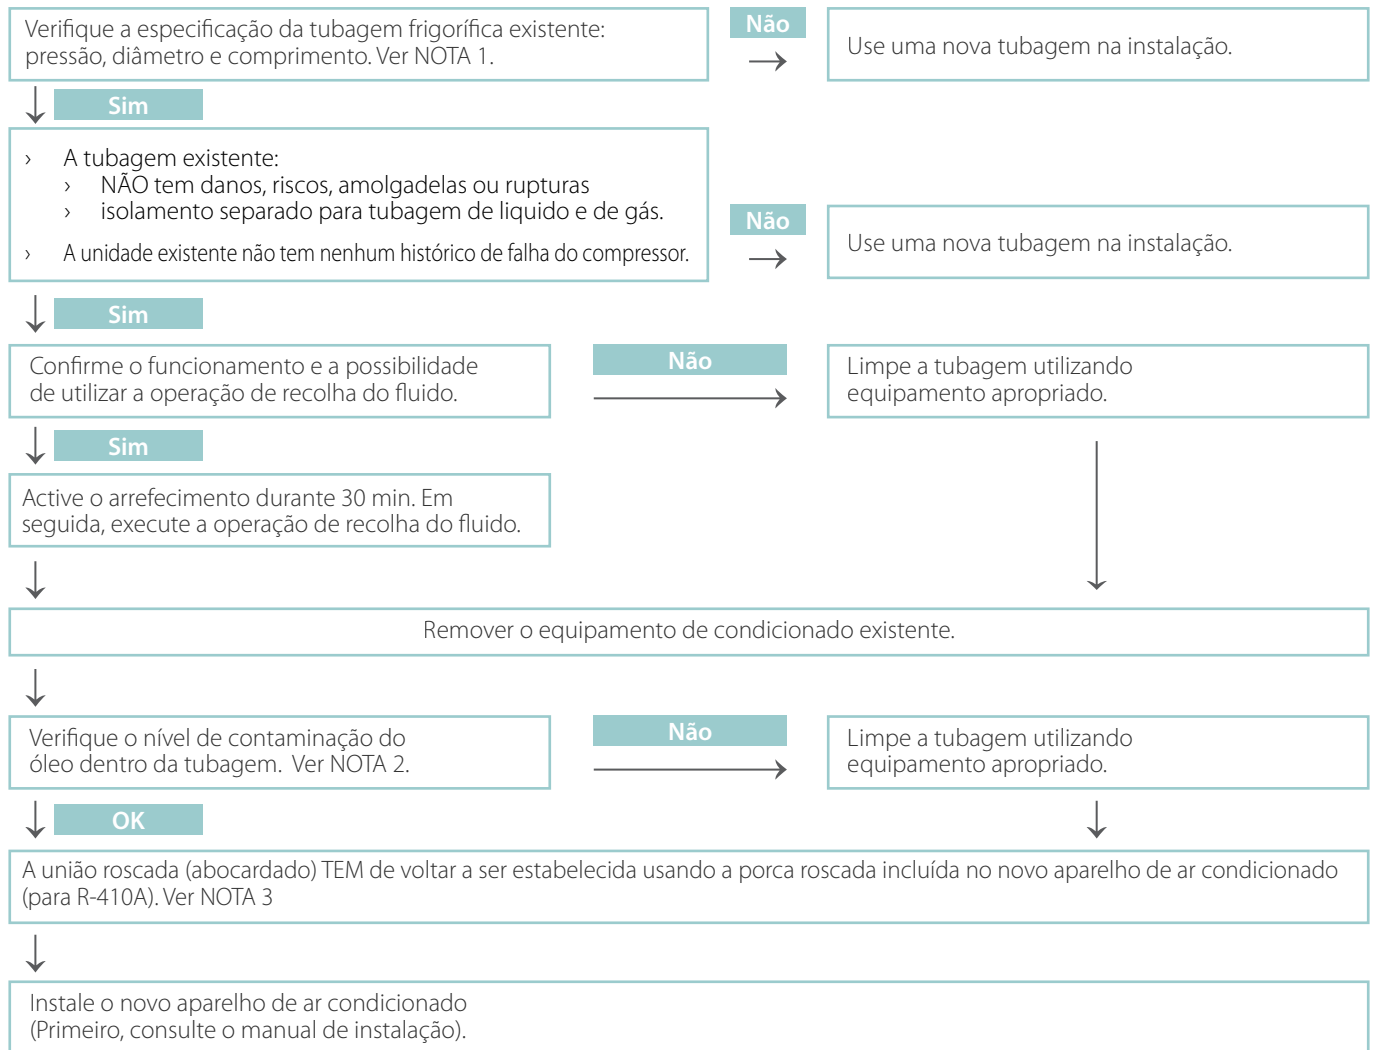 Verifique a especificação da tubagem frigorífica existente:
pressão, diâmetro e comprimento. Ver NOTA 1.
Não
Use uma nova tubagem na instalação.
Sim
› A tubagem existente:
› NÃO tem danos, riscos, amolgadelas ou rupturas
› isolamento separado para tubagem de liquido e de gás.
› A unidade existente não tem nenhum histórico de falha do compressor.
Não
Use uma nova tubagem na instalação.
Sim
Confirme o funcionamento e a possibilidade
de utilizar a operação de recolha do fluido.
Não
Limpe a tubagem utilizando
equipamento apropriado.
Sim
Active o arrefecimento durante 30 min. Em
seguida, execute a operação de recolha do fluido.
Remover o equipamento de condicionado existente.
Verifique o nível de contaminação do
óleo dentro da tubagem. Ver NOTA 2.
Não
Limpe a tubagem utilizando
equipamento apropriado.
OK
A união roscada (abocardado) TEM de voltar a ser estabelecida usando a porca roscada incluída no novo aparelho de ar condicionado
(para R-410A). Ver NOTA 3
Instale o novo aparelho de ar condicionado
(Primeiro, consulte o manual de instalação).